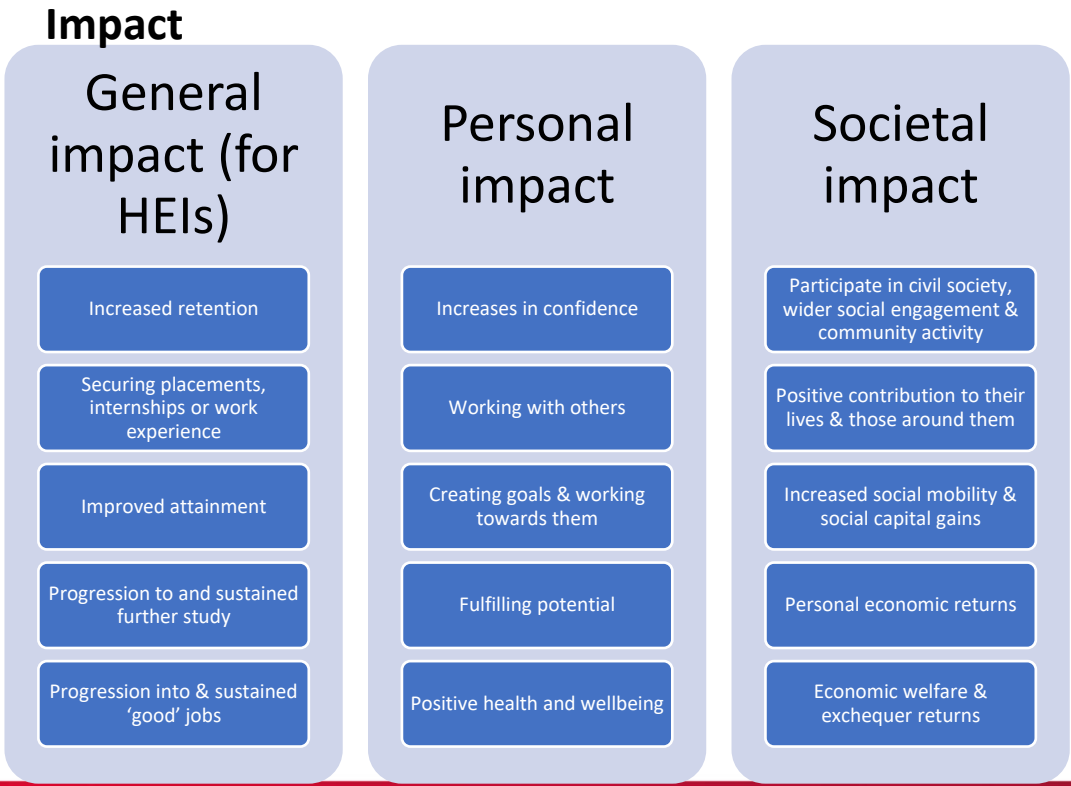 Impact
General
impact (for
HEIs)
Increased retention
Securing placements,
internships or work
experience
Improved attainment
Progression to and sustained
further study
Progression into & sustained
‘good’ jobs
Personal
impact
Increases in confidence
Working with others
Creating goals & working
towards them
Fulfilling potential
Positive health and wellbeing
Societal
impact
Participate in civil society,
wider social engagement &
community activity
Positive contribution to their
lives & those around them
Increased social mobility &
social capital gains
Personal economic returns
Economic welfare &
exchequer returns